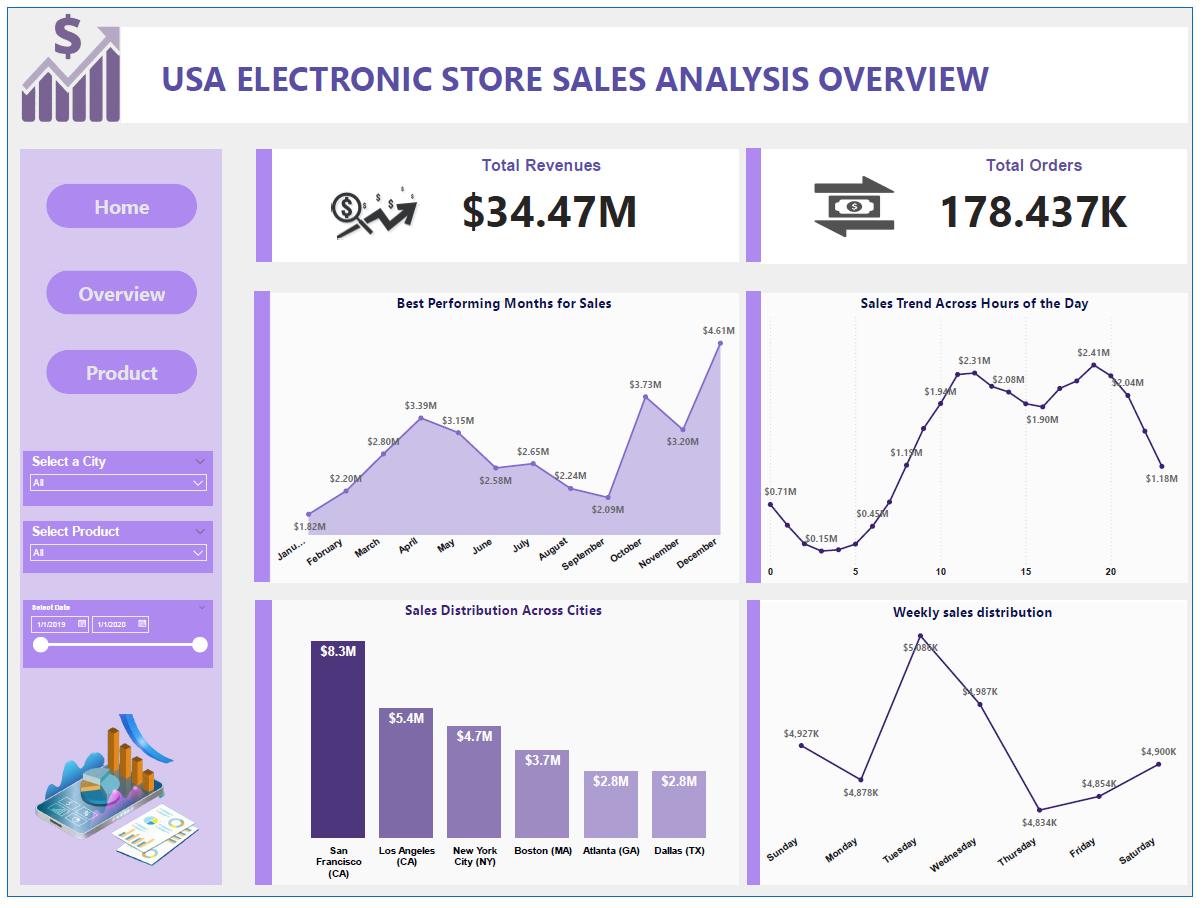 $
USA ELECTRONIC STORE SALES ANALYSIS OVERVIEW
Home
Overview
Product
Select a City
All
Select Product
All
Select Date
1/1/2019
1/1/2020
Total Revenues
$34.47M
Total Orders
178.437K
Best Performing Months for Sales
$1.82M
$2.20M
$2.80M
$3.39M
$3.15M
$2.58M
$2.65M
$2.24M
$2.09M
$3.73M
$3.20M
$4.61M
Janu...
February
March
April
May
June
July
August
September
October
November
December
Sales Trend Across Hours of the Day
$0.71M
$0.15M
$0.45M
$1.19M
$1.94M
$2.31M
$2.08M
$1.90M
$2.41M
$2.04M
$1.18M
0
5
10
15
20
Sales Distribution Across Cities
$8.3M
$5.4M
$4.7M
$3.7M
$2.8M
$2.8M
San
Francisco
(CA)
Los Angeles
(CA)
New York
City (NY)
Boston (MA)
Atlanta (GA)
Dallas (TX)
Weekly sales distribution
$4,927K
$4,878K
$5,086K
$4,987K
$4,834K
$4,854K
$4,900K
Sunday
Monday
Tuesday
Wednesday
Thursday
Friday
Saturday